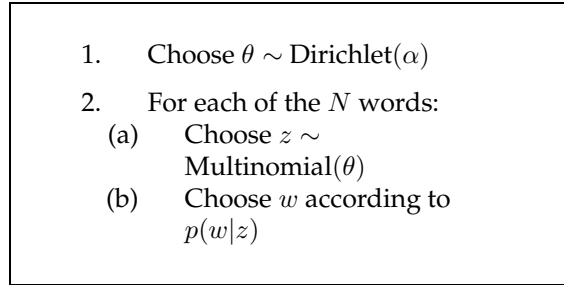 1. Choose θ ∼ Dirichlet(α)
2. For each of the N words:
(a) Choose z ∼
Multinomial(θ)
(b) Choose w according to
p(w|z)